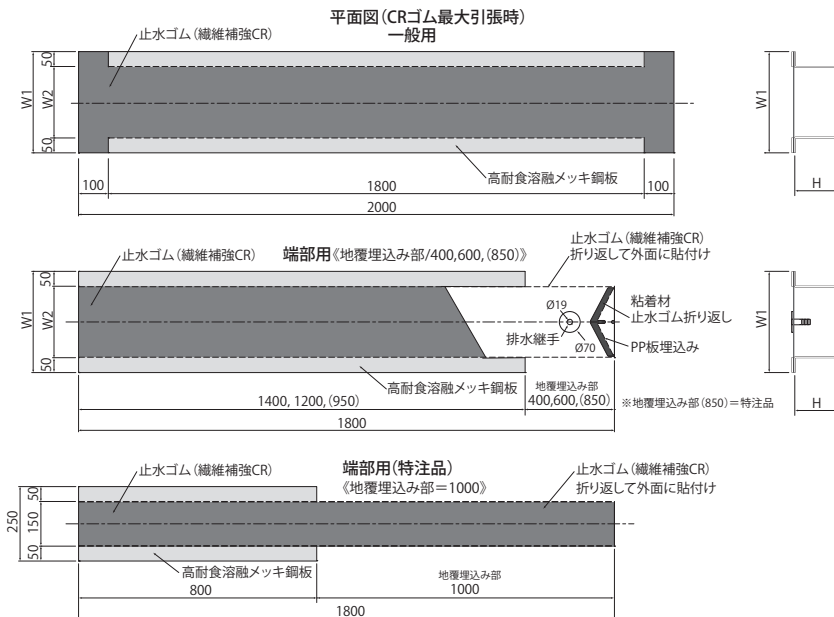 平面図(CRゴム最大引張時)
一般用
止水ゴム(繊維補強CR)
W1
50
W2
50
W1
高耐食溶融メッキ鋼板
100
1800
100
H
2000
止水ゴム(繊維補強CR)
端部用《地覆埋込み部/400,600,(850)》
止水ゴム(繊維補強CR)
折り返して外面に貼付け
W1
50
W2
50
Ø19
粘着材
止水ゴム折り返し
W1
排水継手
Ø70
PP板埋込み
高耐食溶融メッキ鋼板
1400, 1200,(950)
地覆埋込み部
400,600,(850)
※地覆埋込み部(850)=特注品
H
1800
止水ゴム(繊維補強CR)
端部用(特注品)
《地覆埋込み部=1000》
止水ゴム(繊維補強CR)
折り返して外面に貼付け
250
50
150
50
高耐食溶融メッキ鋼板
800
地覆埋込み部
1000
1800